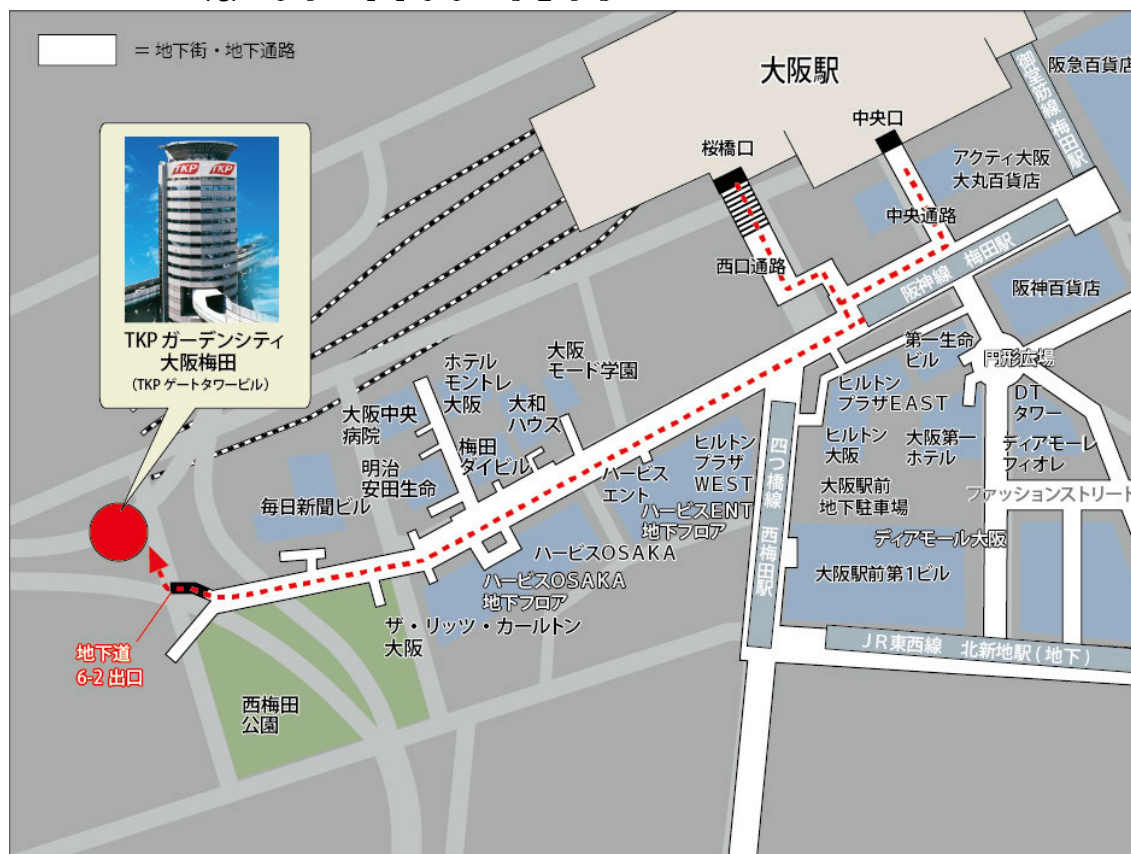 = 地下街・地下通路
大阪駅
中央口
桜橋口
御堂筋線 梅田駅
阪急百貨店
アクティ大阪
大丸百貨店
中央通路
西口通路
阪神線 梅田駅
阪神百貨店
TKP
TKP
TKP ガーデンシティ
大阪梅田
(TKP ゲートタワービル)
第一生命
ビル
円形広場
ヒルトン
プラザEAST
DT
タワー
大阪
モード学園
ホテル
モントレ
大阪
大和
ハウス
大阪中央
病院
梅田
ダイビル
明治
安田生命
毎日新聞ビル
ヒルトン
プラザ
WEST
四つ橋線 西梅田駅
ヒルトン
大阪
大阪第一
ホテル
ディアモーレ
フィオレ
ハービス
エント
ハービスENT
地下フロア
大阪駅前
地下駐車場
ファッションストリート
ディアモール大阪
ハービスOSAKA
ハービスOSAKA
地下フロア
大阪駅前第1ビル
ザ・リッツ・カールトン
大阪
JR東西線 北新地駅(地下)
地下道
6-2 出口
西梅田
公園